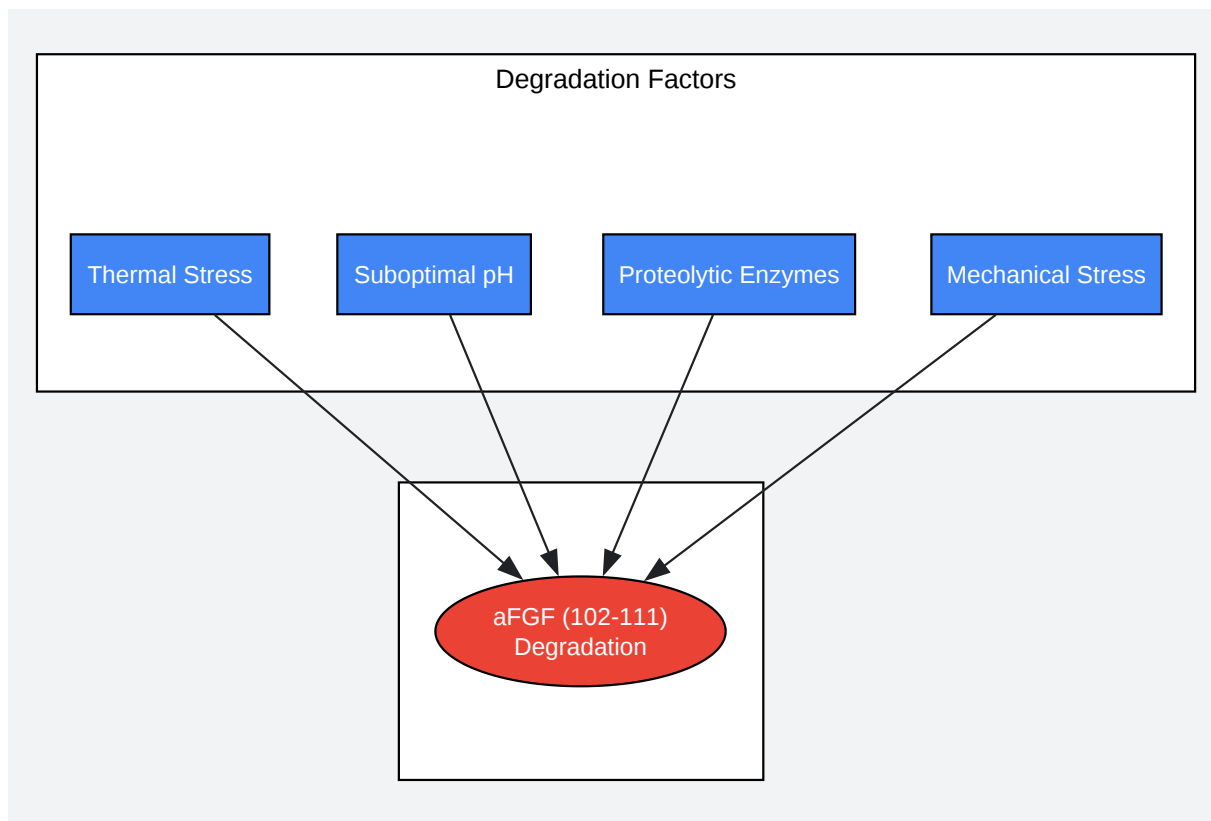 Degradation Factors
Thermal Stress
Suboptimal pH
Proteolytic Enzymes
Mechanical Stress
aFGF (102-111)
Degradation